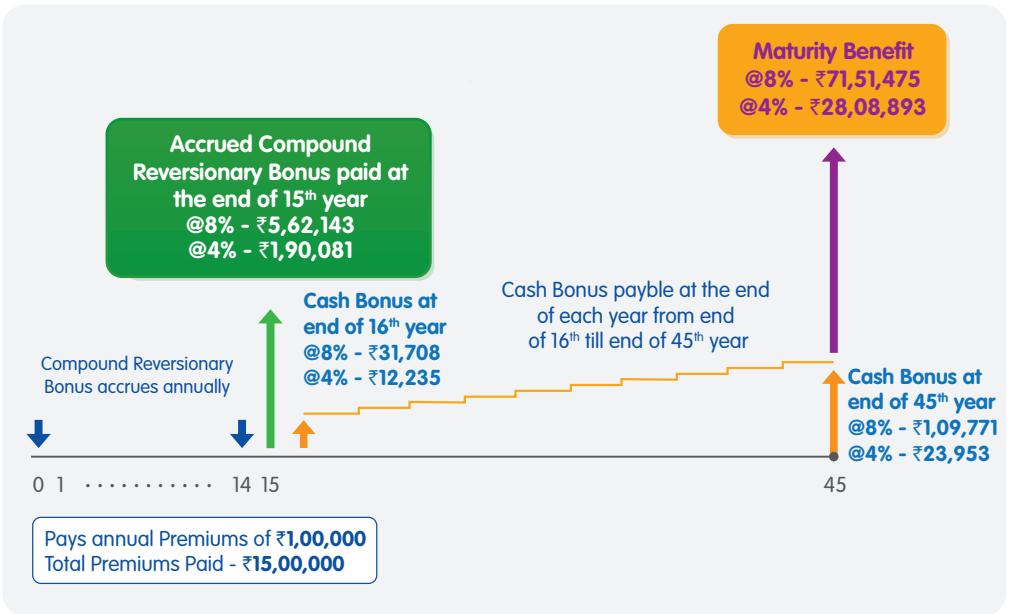 Maturity Benefit
@8% - ₹71,51,475
@4% - ₹28,08,893
Accrued Compound
Reversionary Bonus paid at
the end of 15th year
@8% - ₹5,62,143
@4% - ₹1,90,081
Cash Bonus at
end of 16th year
@8% - ₹31,708
@4% - ₹12,235
Cash Bonus payble at the end
of each year from end
of 16th till end of 45th year
Compound Reversionary
Bonus accrues annually
Cash Bonus at
end of 45th year
@8% - ₹1,09,771
@4% - ₹23,953
0 1 ........... 14 15 45
Pays annual Premiums of ₹1,00,000
Total Premiums Paid - ₹15,00,000